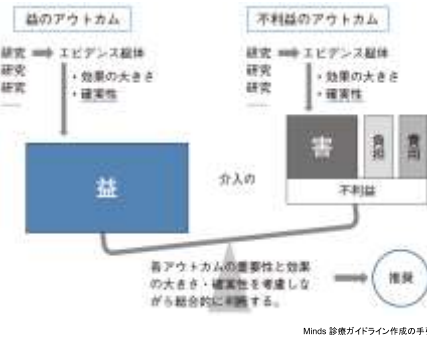 益のアウトカム
不利益のアウトカム
研究
研究
研究
エビデンス総体
・効果の大きさ
・確実性
研究
研究
研究
エビデンス総体
・効果の大きさ
・確実性
益
介入の
害
負担
費用
不利益
各アウトカムの重要性と効果
の大きさ・確実性を考慮しな
がら総合的に判断する。
推奨
Minds 診療ガイドライン作成の手引